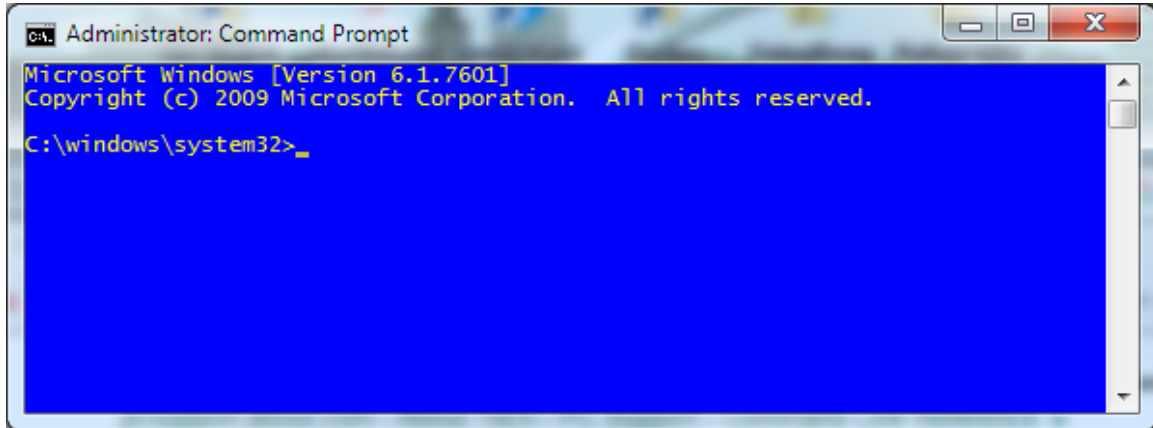 Administrator: Command Prompt
Microsoft Windows [Version 6.1.7601]
Copyright (c) 2009 Microsoft Corporation.  All rights reserved.
C:\windows\system32>_